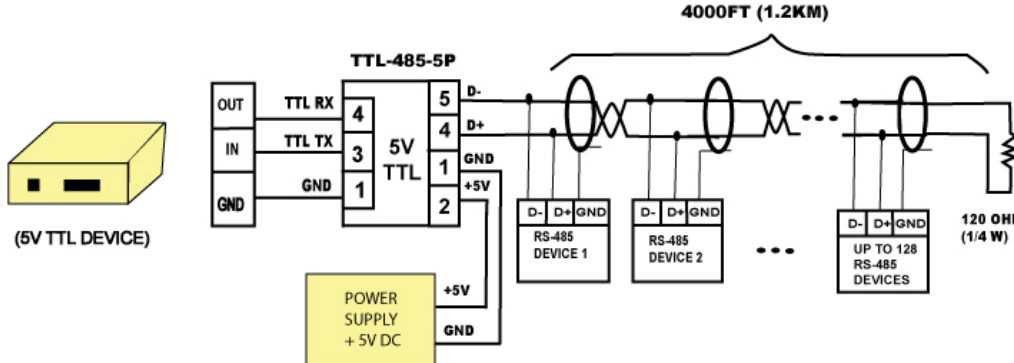 4000FT (1.2KM)
TTL-485-5P
OUT
TTL RX
4
5
D-
IN
TTL TX
3
5V
TTL
4
D+
GND
GND
1
1
GND
2
+5V
(5V TTL DEVICE)
D- D+ GND
RS-485
DEVICE 1
D- D+ GND
RS-485
DEVICE 2
D- D+ GND
UP TO 128
RS-485
DEVICES
120 OH
(1/4 W)
POWER
SUPPLY
+ 5V DC
+5V
GND